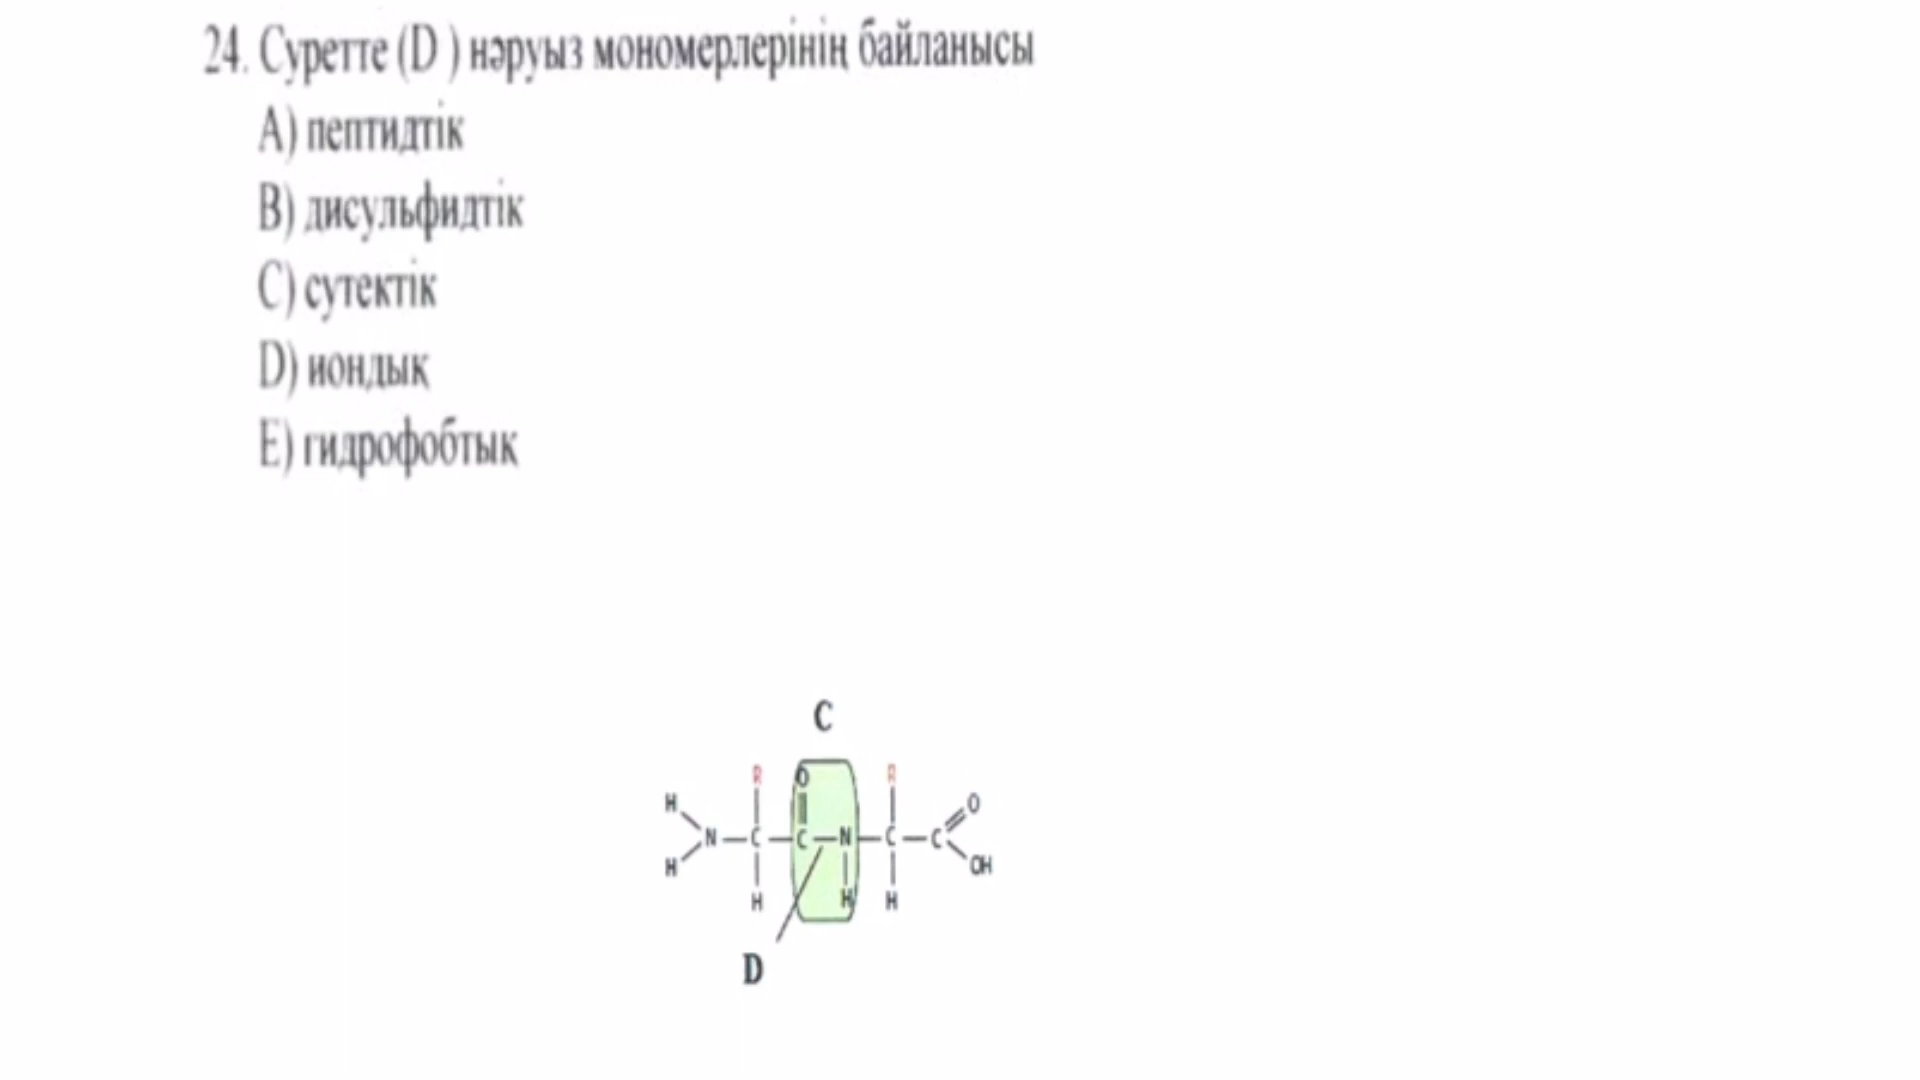 24. Суретте (D ) нәруыз мономерлерінің байланысы
A) пептидтік
B) дисульфидтік
C) сутектік
D) иондық
E) гидрофобтық
C
R O R
H O
N C C N C C
H OH
H H H
D